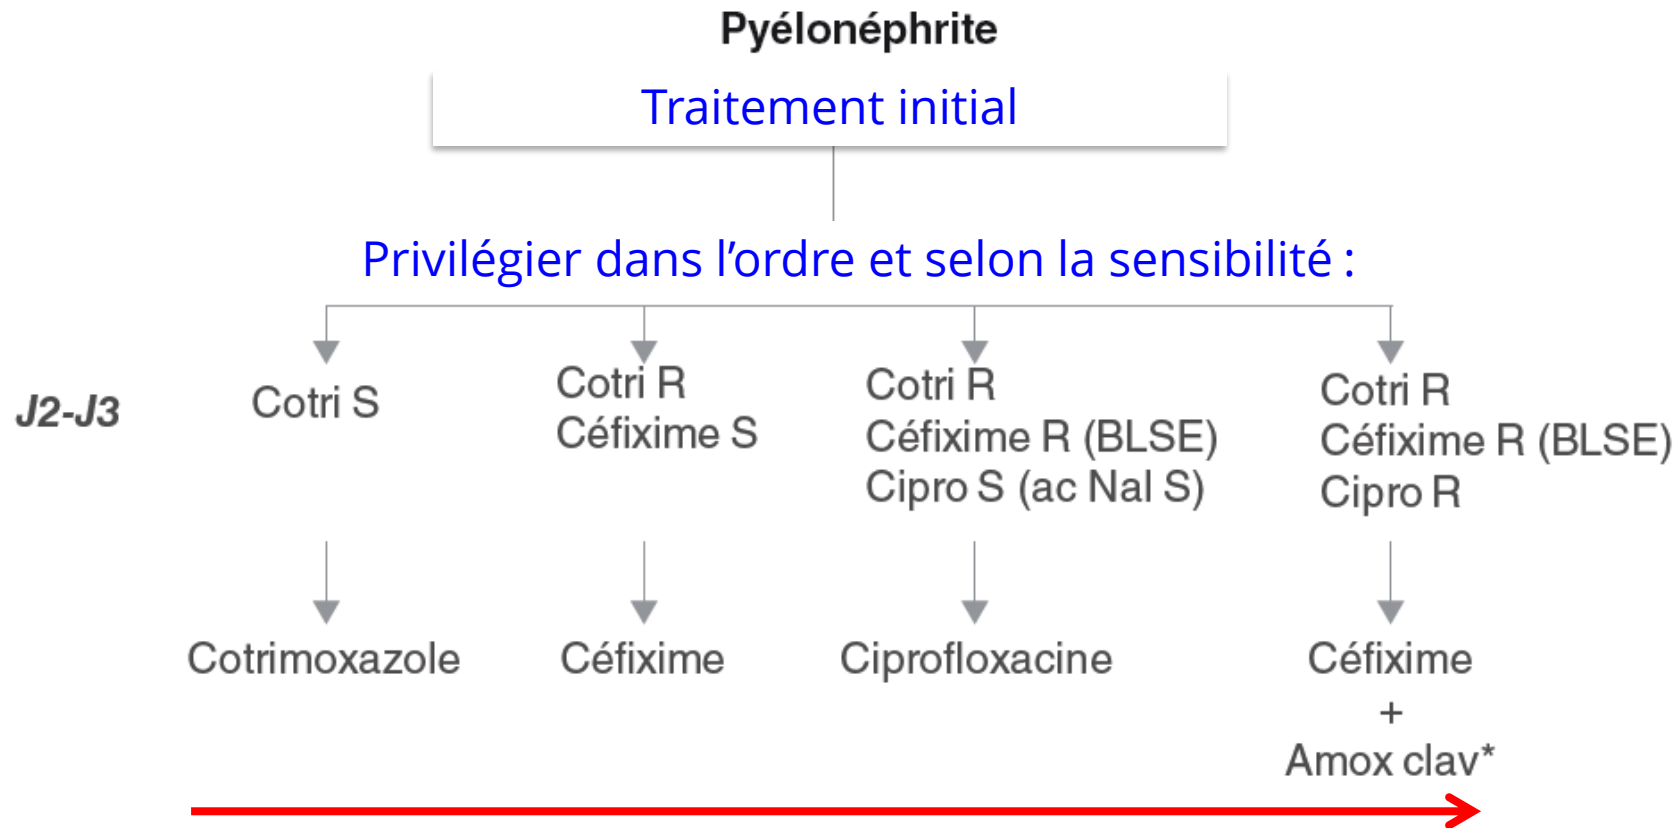 Pyélonéphrite
Traitement initial
Privilégier dans l'ordre et selon la sensibilité :
J2-J3
Cotri S
Cotri R
Céfixime S
Cotri R
Céfixime R (BLSE)
Cipro S (ac Nal S)
Cotri R
Céfixime R (BLSE)
Cipro R
Cotrimoxazole
Céfixime
Ciprofloxacine
Céfixime
+
Amox clav*